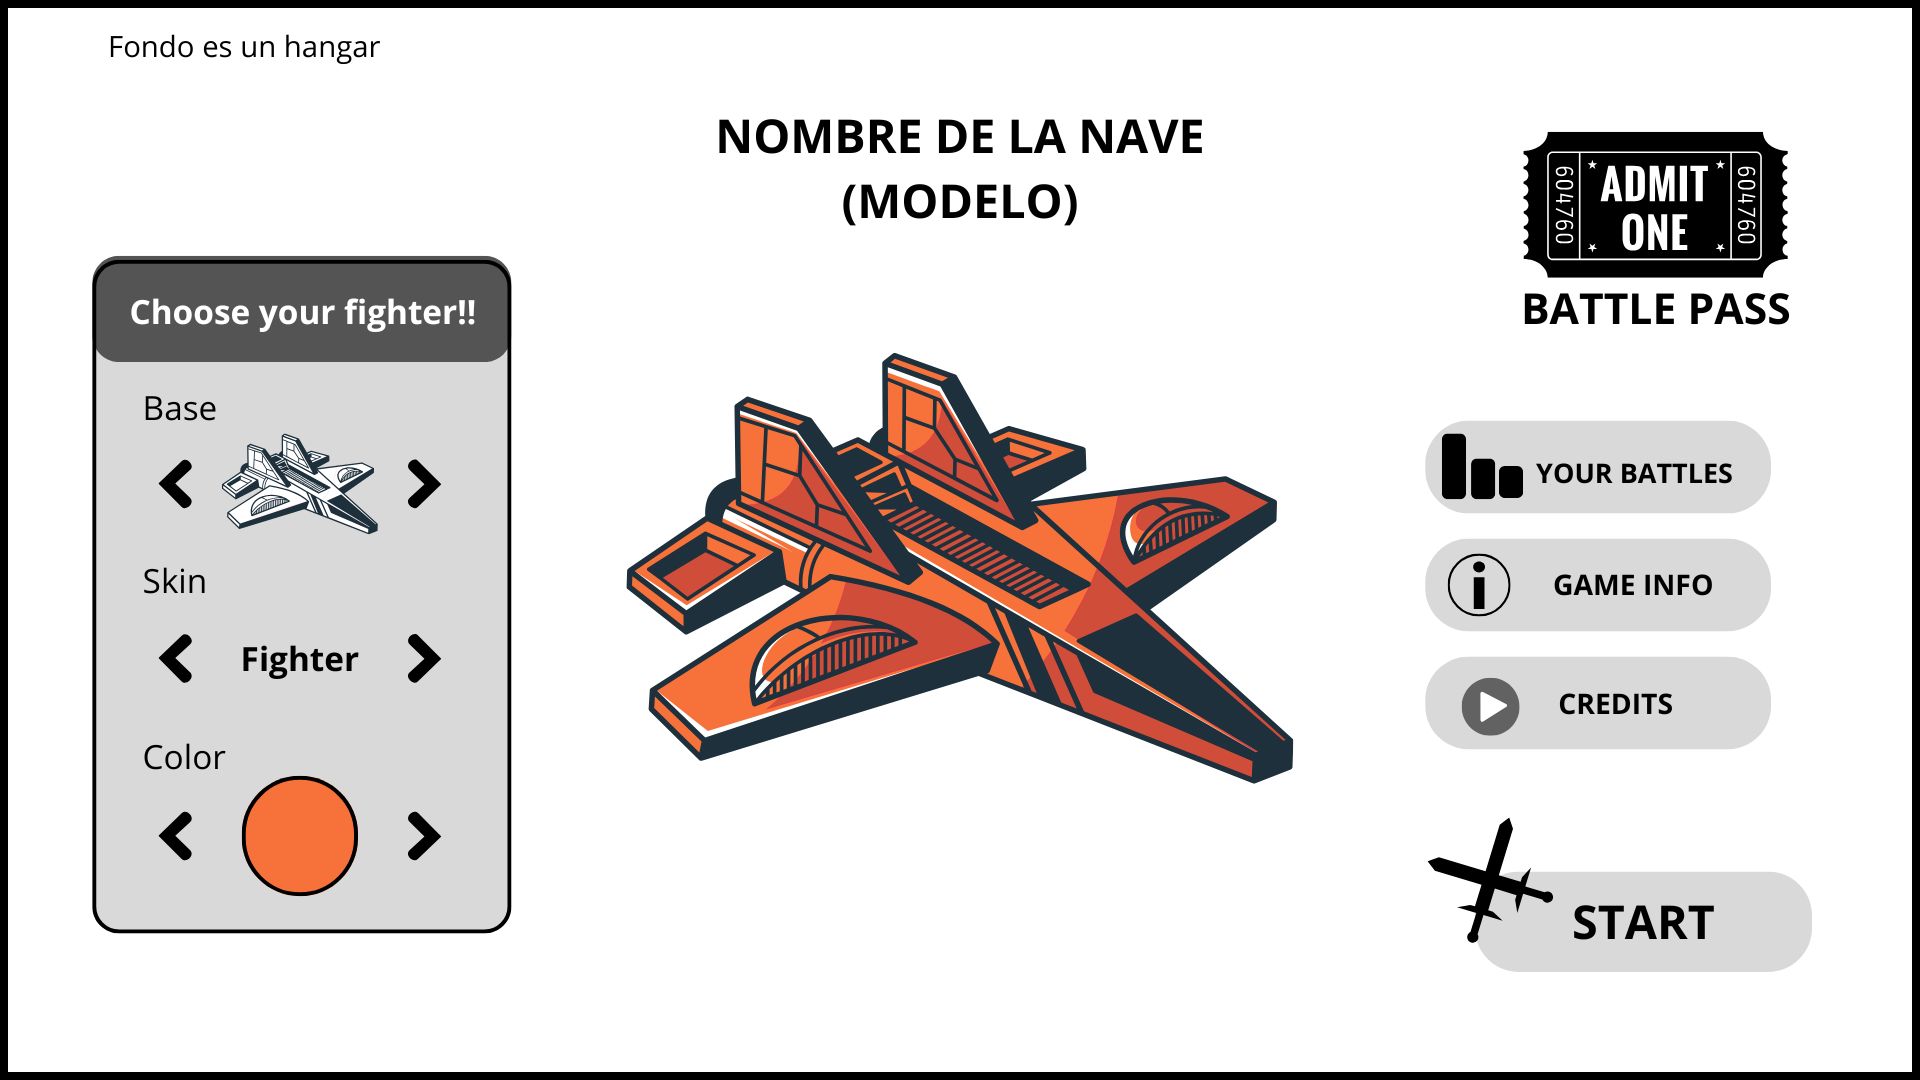 Fondo es un hangar
NOMBRE DE LA NAVE
(MODELO)
604760
ADMIT
ONE
604760
BATTLE PASS
Choose your fighter!!
Base
Skin
Fighter
Color
YOUR BATTLES
GAME INFO
CREDITS
START